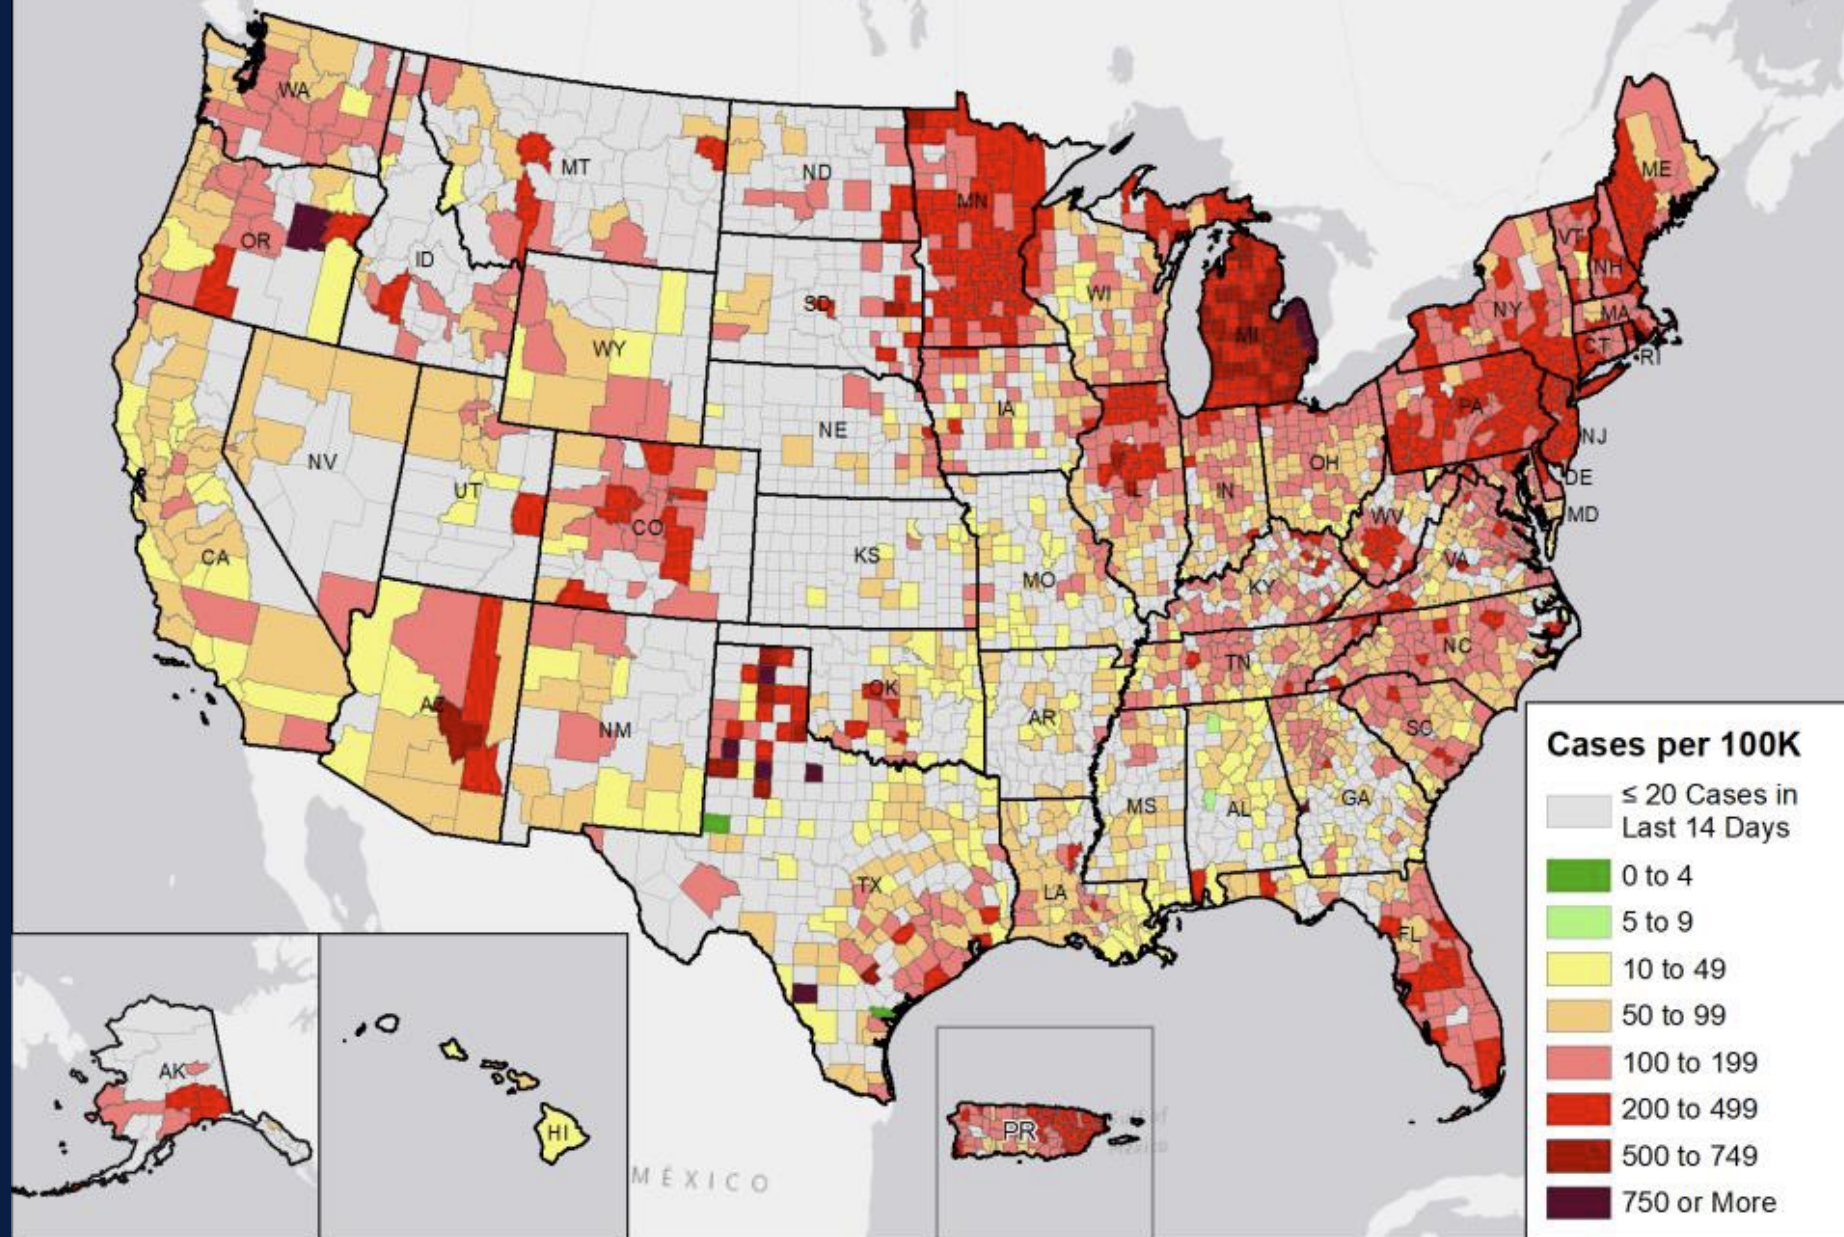 WA
MT
ND
MN
ME
OR
ID
SD
WI
VT
NH
NY
MA
CT
RI
WY
MI
IA
NE
PA
NJ
NV
UT
CO
IL
IN
OH
DE
MD
CA
KS
MO
WV
VA
KY
AZ
NM
OK
AR
TN
NC
SC
MS
AL
GA
TX
LA
FL
AK
HI
PR
MÉXICO
Cases per 100K
≤ 20 Cases in
Last 14 Days
0 to 4
5 to 9
10 to 49
50 to 99
100 to 199
200 to 499
500 to 749
750 or More